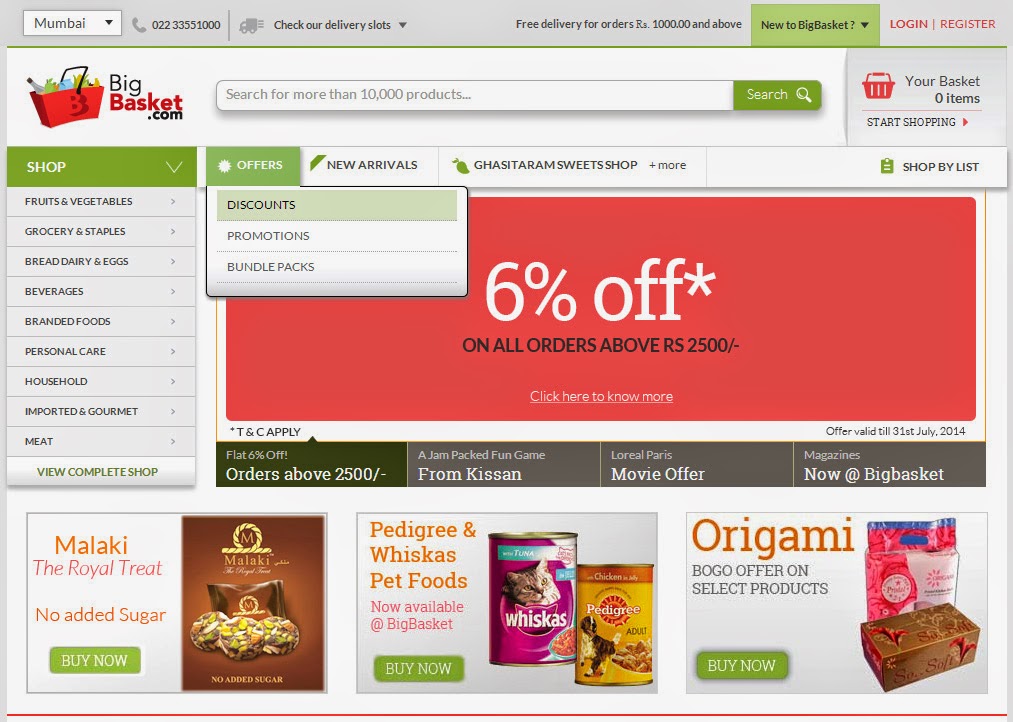 Mumbai
022 33551000
Check our delivery slots
Free delivery for orders Rs. 1000.00 and above
New to BigBasket ?
LOGIN | REGISTER
Big
Basket
.com
Search for more than 10,000 products...
Search
Your Basket
0 items
START SHOPPING
SHOP
OFFERS
NEW ARRIVALS
GHASITARAM SWEETS SHOP
+ more
SHOP BY LIST
FRUITS & VEGETABLES
GROCERY & STAPLES
BREAD DAIRY & EGGS
BEVERAGES
BRANDED FOODS
PERSONAL CARE
HOUSEHOLD
IMPORTED & GOURMET
MEAT
VIEW COMPLETE SHOP
DISCOUNTS
PROMOTIONS
BUNDLE PACKS
6% off*
ON ALL ORDERS ABOVE RS 2500/-
Click here to know more
* T & C APPLY
Offer valid till 31st July, 2014
Flat 6% Off!
Orders above 2500/-
A Jam Packed Fun Game
From Kissan
Loreal Paris
Movie Offer
Magazines
Now @ Bigbasket
Malaki
The Royal Treat
No added Sugar
BUY NOW
M
Malaki
The Royal Treat
NO ADDED SUGAR
Pedigree &
Whiskas
Pet Foods
Now available
@ BigBasket
BUY NOW
WITH TUNA
whiskas
with Chicken in Jelly
Pedigree
ADULT
Origami
BOGO OFFER ON
SELECT PRODUCTS
BUY NOW
So..Soft